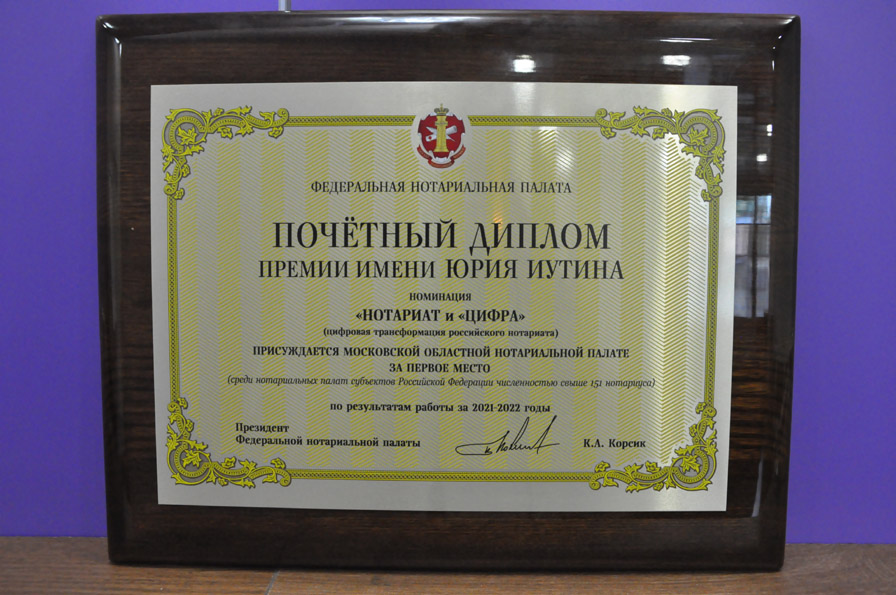 ФЕДЕРАЛЬНАЯ НОТАРИАЛЬНАЯ ПАЛАТА
ПОЧЁТНЫЙ ДИПЛОМ
ПРЕМИИ ИМЕНИ ЮРИЯ ИУТИНА
НОМИНАЦИЯ
«НОТАРИАТ и «ЦИФРА»
(цифровая трансформация российского нотариата)
ПРИСУЖДАЕТСЯ МОСКОВСКОЙ ОБЛАСТНОЙ НОТАРИАЛЬНОЙ ПАЛАТЕ
ЗА ПЕРВОЕ МЕСТО
(среди нотариальных палат субъектов Российской Федерации численностью свыше 151 нотариуса)
по результатам работы за 2021-2022 годы
Президент
Федеральной нотариальной палаты
К.А. Корсик